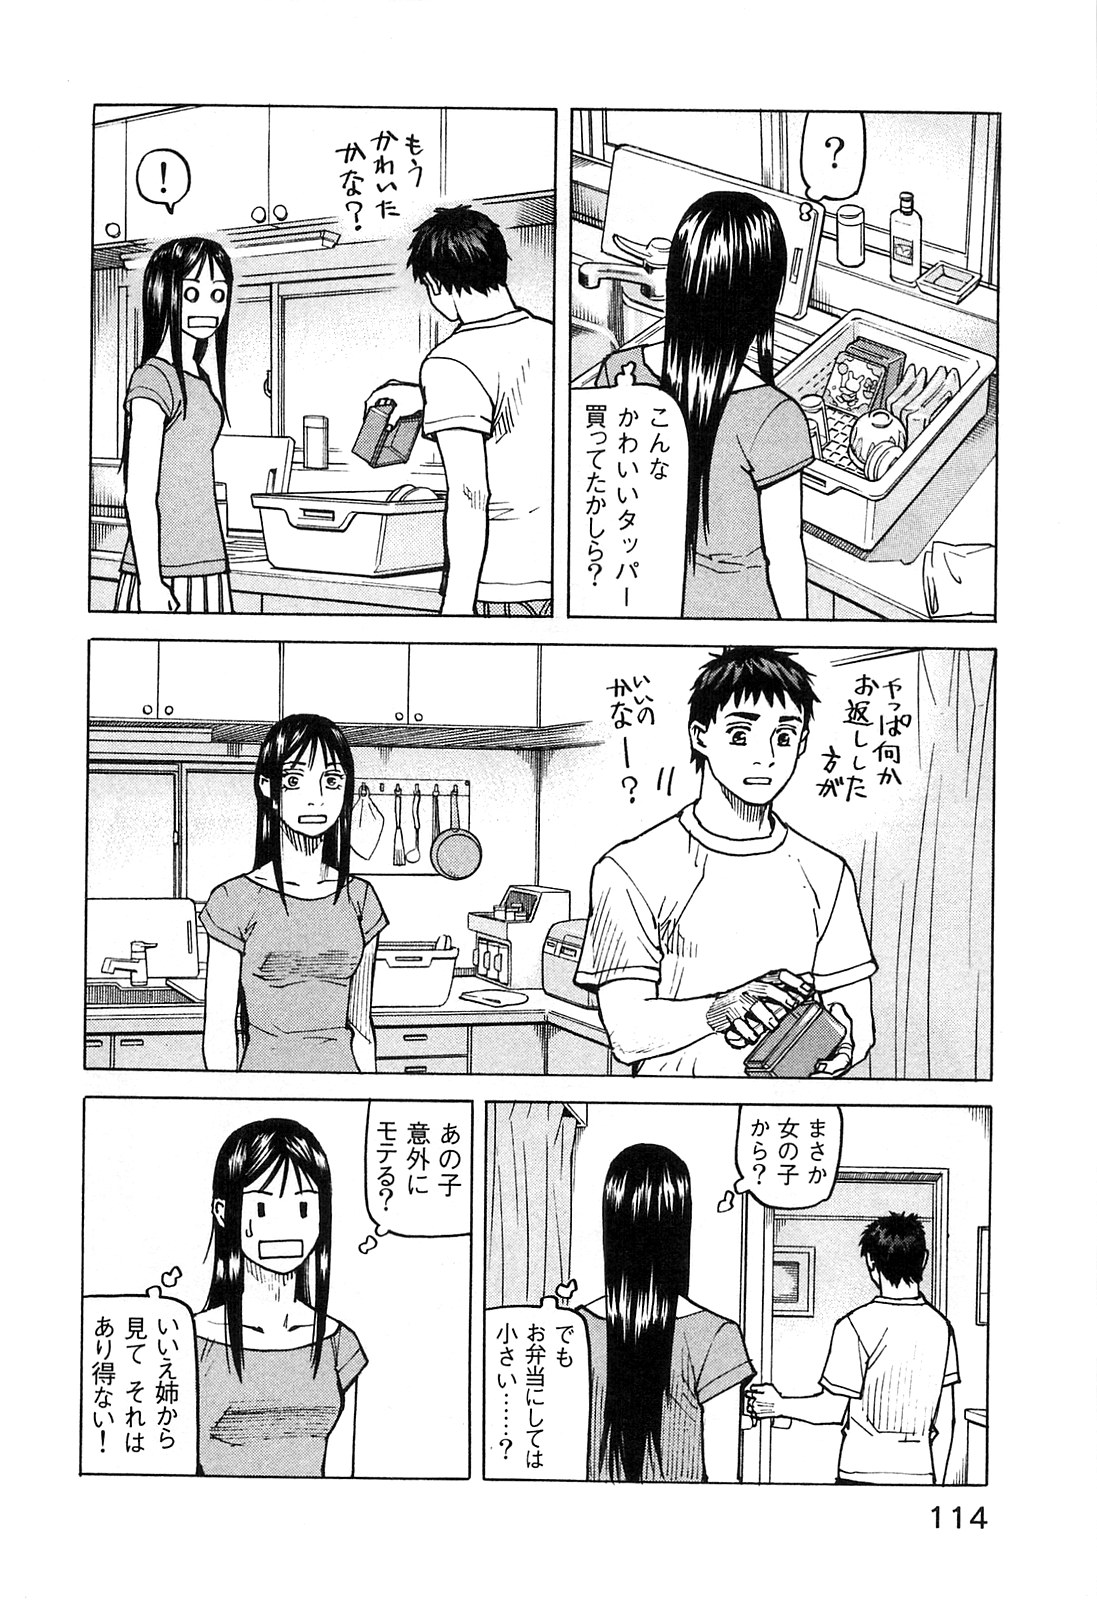 ？
こんな
かわいいタッパー
買ってたかしら？
もう
かわいた
かな？
！
やっぱ何か
お返しした
方が
いいの
かなー？
まさか
女の子
から？
でも
お弁当にしては
小さい……？
あの子
意外に
モテる？
いいえ姉から
見て それは
あり得ない！
114